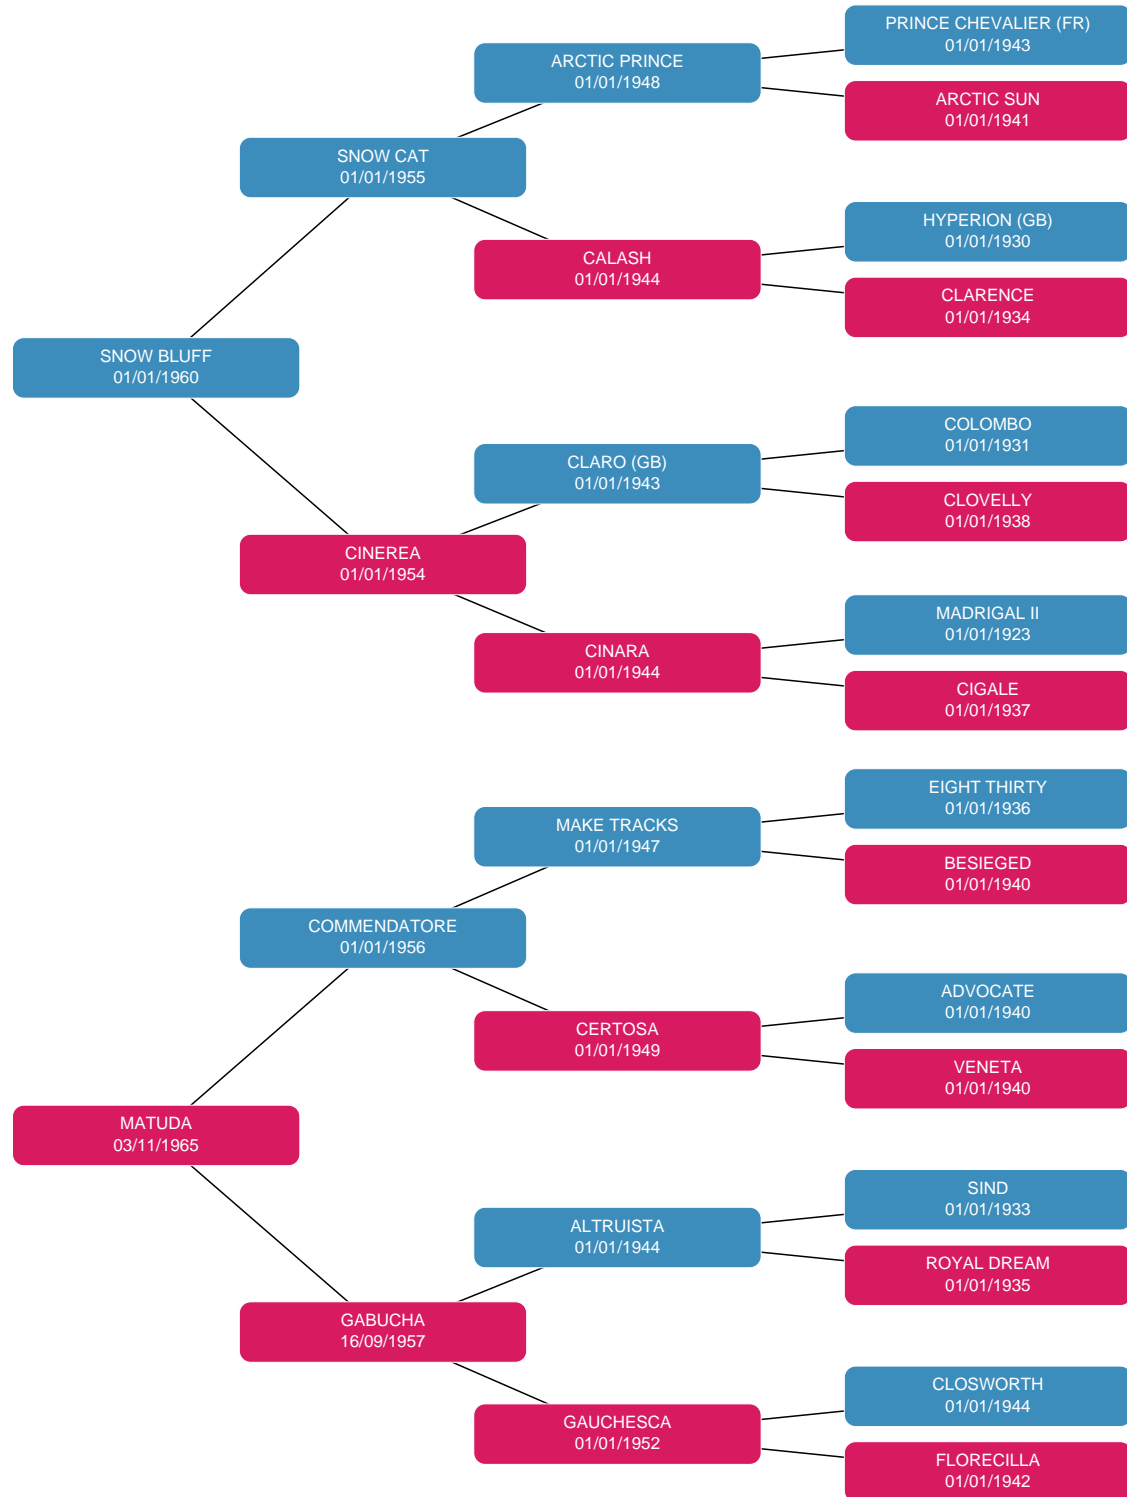 PRINCE CHEVALIER (FR)
01/01/1943
ARCTIC PRINCE
01/01/1948
ARCTIC SUN
01/01/1941
SNOW CAT
01/01/1955
HYPERION (GB)
01/01/1930
CALASH
01/01/1944
CLARENCE
01/01/1934
SNOW BLUFF
01/01/1960
COLOMBO
01/01/1931
CLARO (GB)
01/01/1943
CLOVELLY
01/01/1938
CINEREA
01/01/1954
MADRIGAL II
01/01/1923
CINARA
01/01/1944
CIGALE
01/01/1937
EIGHT THIRTY
01/01/1936
MAKE TRACKS
01/01/1947
BESIEGED
01/01/1940
COMMENDATORE
01/01/1956
ADVOCATE
01/01/1940
CERTOSA
01/01/1949
VENETA
01/01/1940
MATUDA
03/11/1965
SIND
01/01/1933
ALTRUISTA
01/01/1944
ROYAL DREAM
01/01/1935
GABUCHA
16/09/1957
CLOSWORTH
01/01/1944
GAUCHESCA
01/01/1952
FLORECILLA
01/01/1942